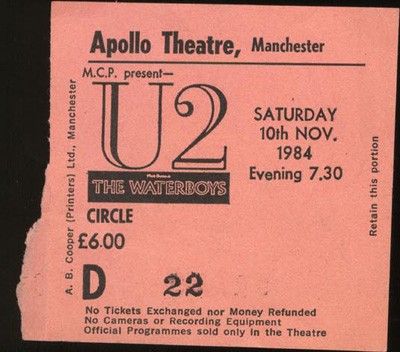 Apollo Theatre, Manchester
M.C.P. present—
U2
SATURDAY
10th NOV.
1984
Evening 7.30
THE WATERBOYS
CIRCLE
£6.00
D 22
No Tickets Exchanged nor Money Refunded
No Cameras or Recording Equipment
Official Programmes sold only in the Theatre
A. B. Cooper (Printers) Ltd., Manchester
Retain this portion